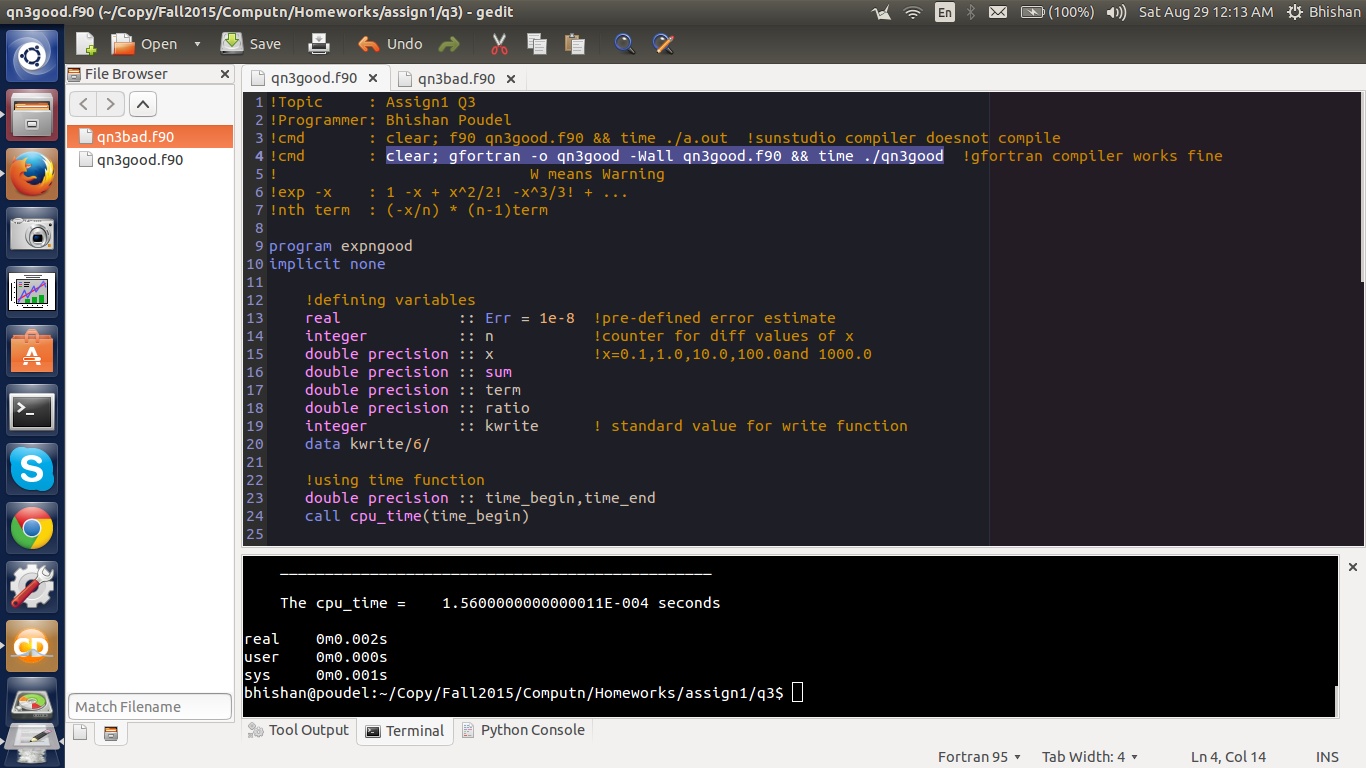 qn3good.f90 (~/Copy/Fall2015/Computn/Homeworks/assign1/q3) - gedit
En (100%) Sat Aug 29 12:13 AM Bhishan
Open Save Undo
File Browser
qn3bad.f90
qn3good.f90
Match Filename
qn3good.f90 qn3bad.f90
1 !Topic     : Assign1 Q3
2 !Programmer: Bhishan Poudel
3 !cmd       : clear; f90 qn3good.f90 && time ./a.out  !sunstudio compiler doesnot compile
4 !cmd       : clear; gfortran -o qn3good -Wall qn3good.f90 && time ./qn3good  !gfortran compiler works fine
5 !                            W means Warning
6 !exp -x    : 1 -x + x^2/2! -x^3/3! + ...
7 !nth term  : (-x/n) * (n-1)term
8
9 program expngood
10 implicit none
11
12     !defining variables
13     real             :: Err = 1e-8  !pre-defined error estimate
14     integer          :: n           !counter for diff values of x
15     double precision :: x           !x=0.1,1.0,10.0,100.0and 1000.0
16     double precision :: sum
17     double precision :: term
18     double precision :: ratio
19     integer          :: kwrite      ! standard value for write function
20     data kwrite/6/
21
22     !using time function
23     double precision :: time_begin,time_end
24     call cpu_time(time_begin)
25
________________________________________________
The cpu_time =    1.5600000000000011E-004 seconds
real    0m0.002s
user    0m0.000s
sys     0m0.001s
bhishan@poudel:~/Copy/Fall2015/Computn/Homeworks/assign1/q3$
Tool Output Terminal Python Console
Fortran 95 Tab Width: 4 Ln 4, Col 14 INS